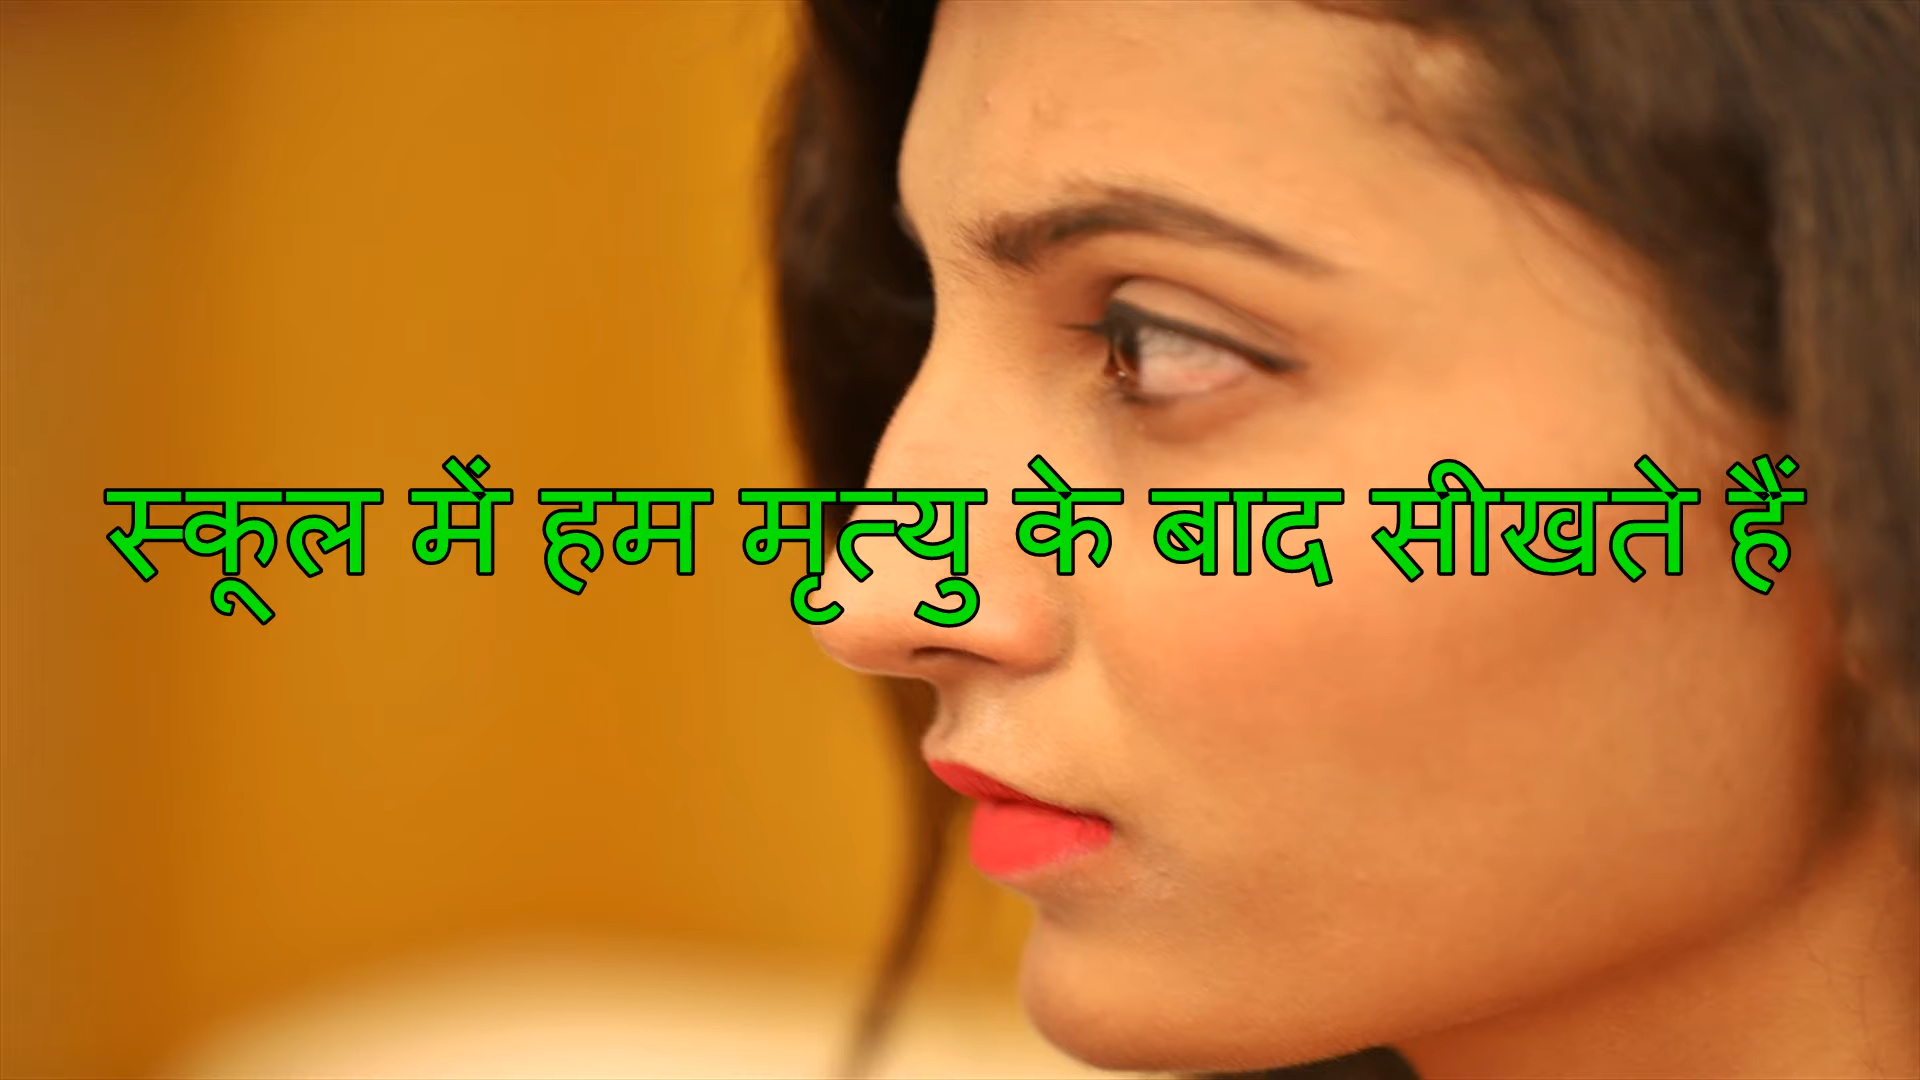 स्कूल में हम मृत्यु के बाद सीखते हैं